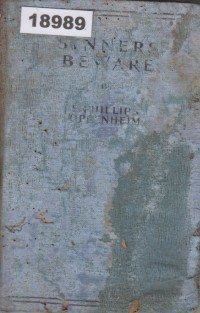 18989
SINNERS
BEWARE
E. PHILLIPS
OPPENHEIM